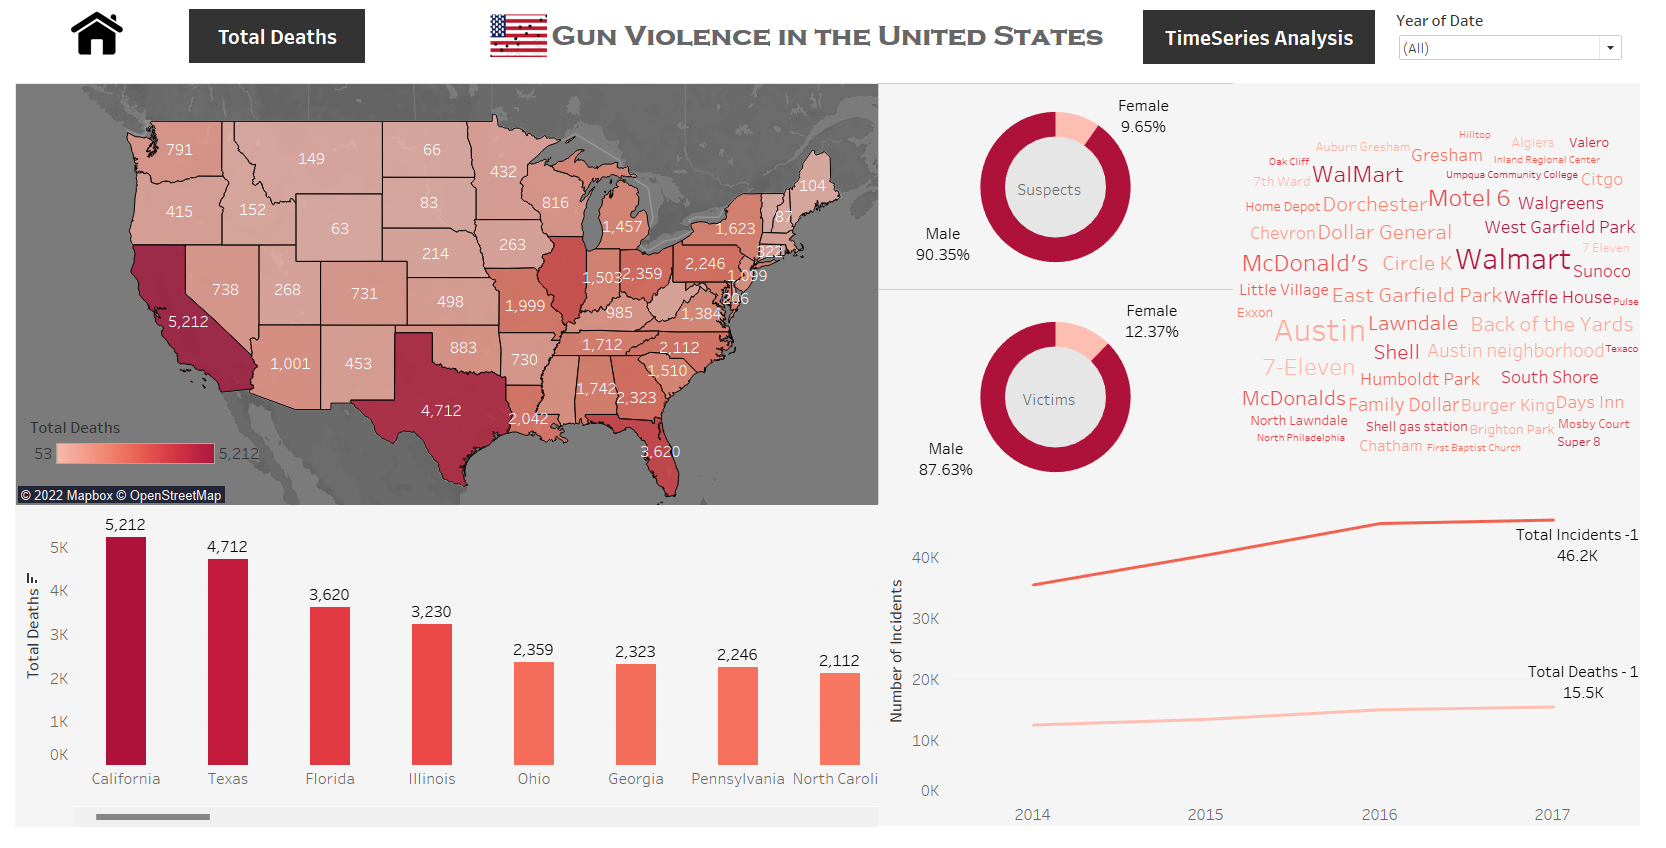 Total Deaths
GUN VIOLENCE IN THE UNITED STATES
TimeSeries Analysis
Year of Date
(All)
791
149
66
432
816
104
415
152
63
83
1,457
1,623
87
322
214
263
2,246
1,099
206
738
268
731
498
1,999
1,503
2,359
985
1,384
5,212
1,001
453
883
730
1,712
2,112
1,510
4,712
2,042
1,742
2,323
3,620
Total Deaths
53
5,212
© 2022 Mapbox © OpenStreetMap
Female
9.65%
Suspects
Male
90.35%
Female
12.37%
Victims
Male
87.63%
Hilltop
Auburn Gresham
Algiers
Valero
Oak Cliff
Gresham
Inland Regional Center
7th Ward
WalMart
Umpqua Community College
Citgo
Home Depot
Dorchester
Motel 6
Walgreens
Chevron
Dollar General
West Garfield Park
7 Eleven
McDonald’s
Circle K
Walmart
Sunoco
Little Village
East Garfield Park
Waffle House
Pulse
Exxon
Austin
Lawndale
Back of the Yards
Shell
Austin neighborhood
Texaco
7-Eleven
Humboldt Park
South Shore
McDonalds
Family Dollar
Burger King
Days Inn
North Lawndale
Shell gas station
Brighton Park
Mosby Court
North Philadelphia
Chatham
First Baptist Church
Super 8
Total Deaths
5K
4K
3K
2K
1K
0K
5,212
4,712
3,620
3,230
2,359
2,323
2,246
2,112
California
Texas
Florida
Illinois
Ohio
Georgia
Pennsylvania
North Caroli
Number of Incidents
40K
30K
20K
10K
0K
Total Incidents -1
46.2K
Total Deaths - 1
15.5K
2014
2015
2016
2017